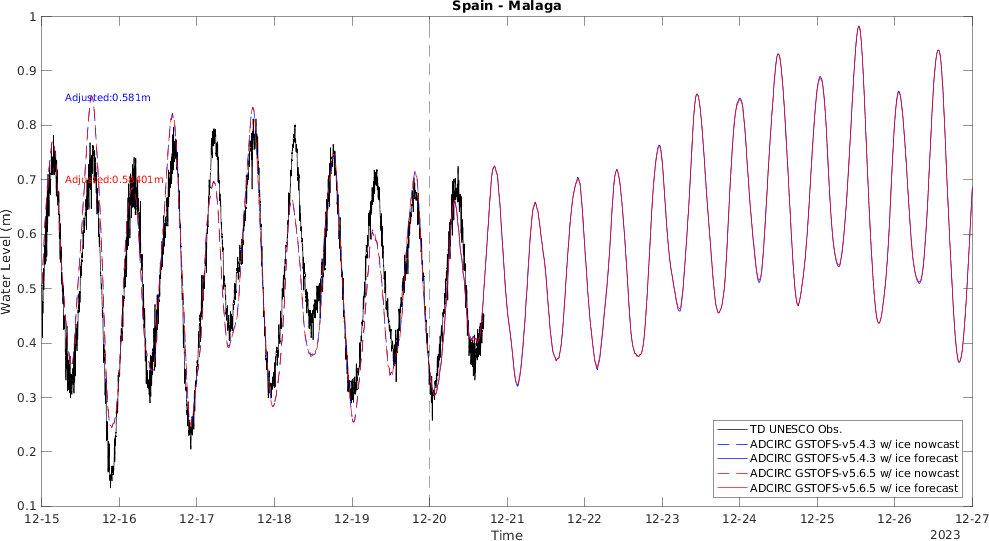 Spain - Malaga
Water Level (m)
1
0.9
0.8
0.7
0.6
0.5
0.4
0.3
0.2
0.1
Adjusted:0.581m
TD UNESCO Obs.
ADCIRC GSTOFS-v5.4.3 w/ ice nowcast
ADCIRC GSTOFS-v5.4.3 w/ ice forecast
ADCIRC GSTOFS-v5.6.5 w/ ice nowcast
ADCIRC GSTOFS-v5.6.5 w/ ice forecast
12-15 12-16 12-17 12-18 12-19 12-20 12-21 12-22 12-23 12-24 12-25 12-26 12-27
Time
2023